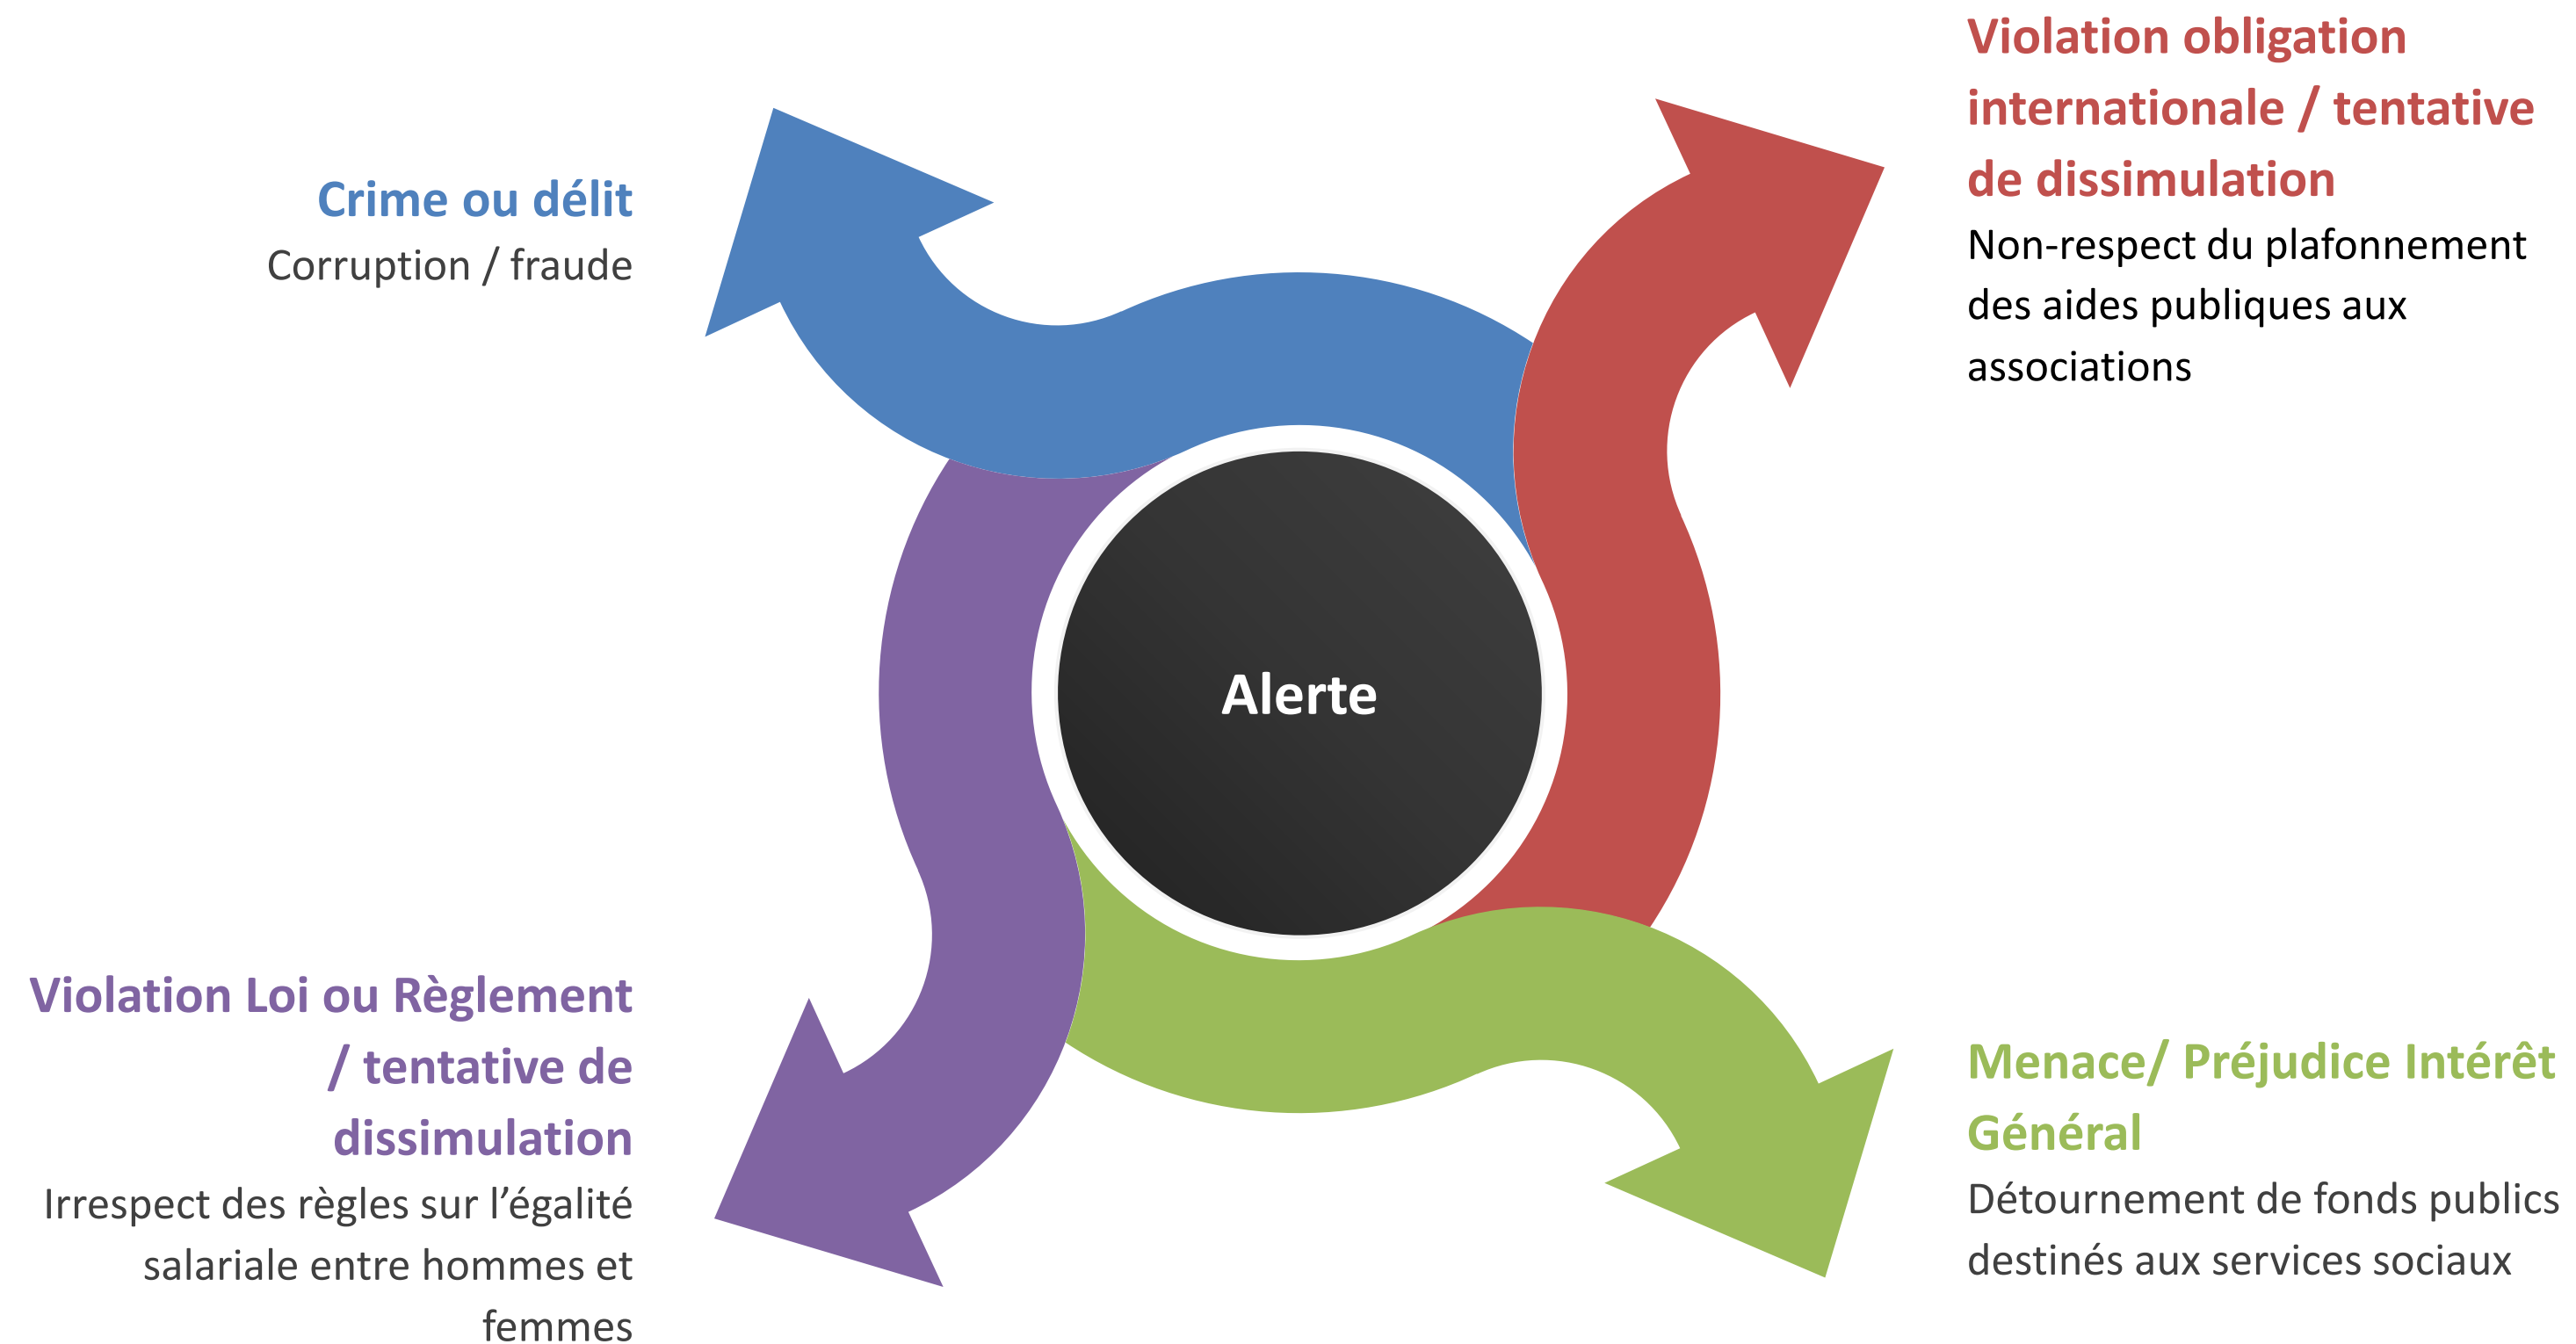 Crime ou délit
Corruption / fraude
Violation obligation
internationale / tentative
de dissimulation
Non-respect du plafonnement
des aides publiques aux
associations
Alerte
Violation Loi ou Règlement
/ tentative de
dissimulation
Irrespect des règles sur l’égalité
salariale entre hommes et
femmes
Menace/ Préjudice Intérêt
Général
Détournement de fonds publics
destinés aux services sociaux